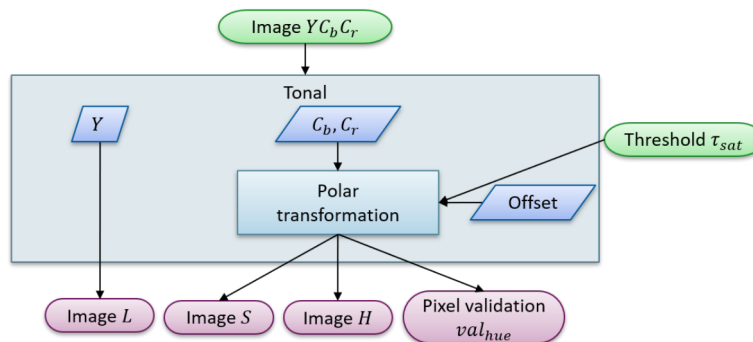 Image YC_bC_r
Tonal
Y
C_b, C_r
Threshold τ_sat
Polar
transformation
Offset
Image L
Image S
Image H
Pixel validation
val_hue